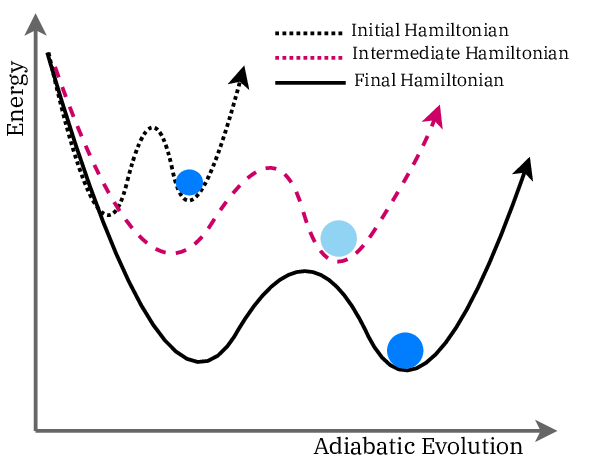 Initial Hamiltonian
Intermediate Hamiltonian
Final Hamiltonian
Energy
Adiabatic Evolution